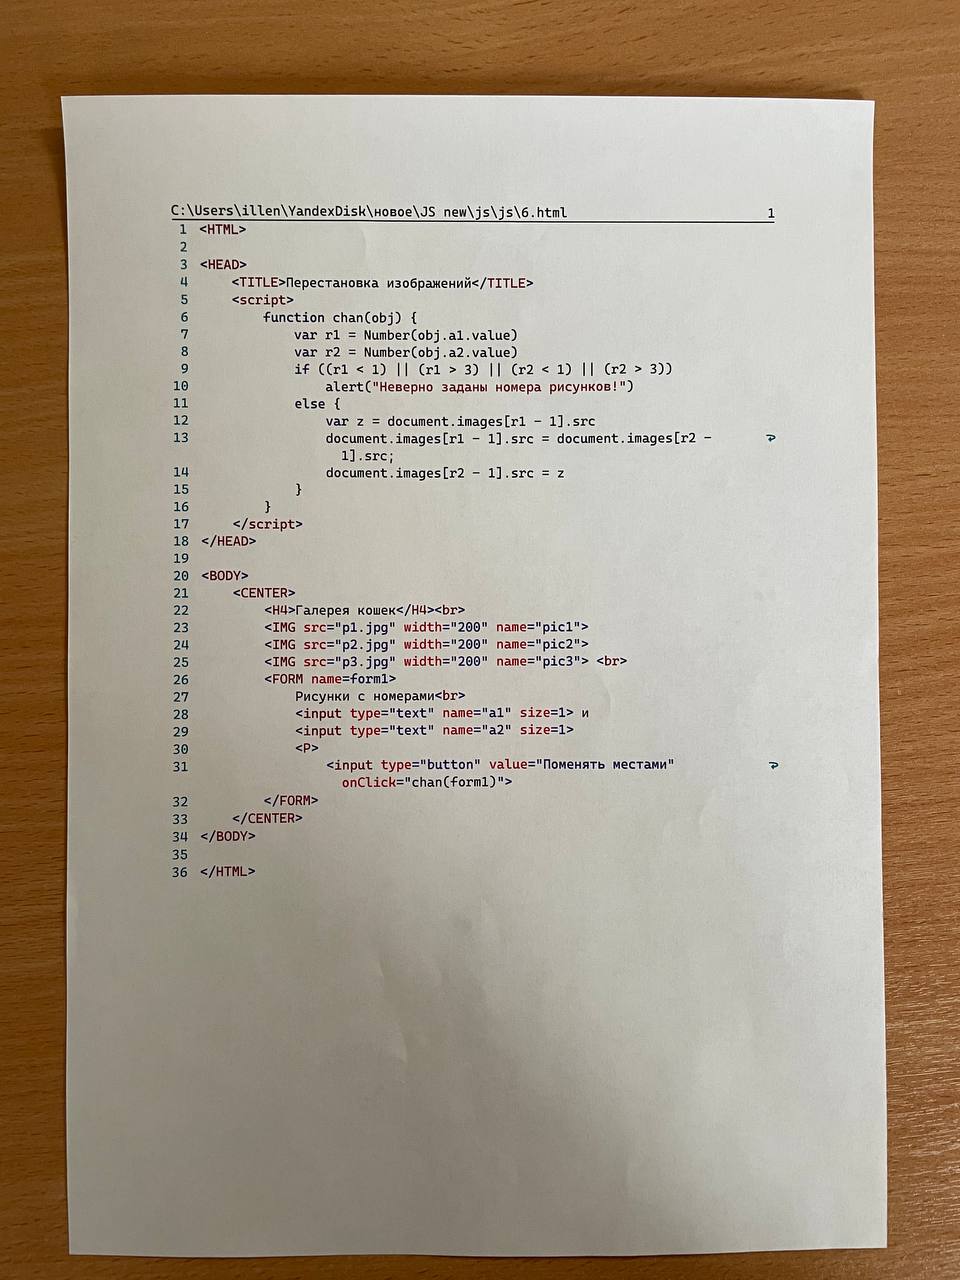 C:\Users\illen\YandexDisk\новое\JS new\js\js\6.html 1
1 <HTML>
2
3 <HEAD>
4 <TITLE>Перестановка изображений</TITLE>
5 <script>
6 function chan(obj) {
7 var r1 = Number(obj.a1.value)
8 var r2 = Number(obj.a2.value)
9 if ((r1 < 1) || (r1 > 3) || (r2 < 1) || (r2 > 3))
10 alert("Неверно заданы номера рисунков!")
11 else {
12 var z = document.images[r1 - 1].src
13 document.images[r1 - 1].src = document.images[r2 -
1].src;
14 document.images[r2 - 1].src = z
15 }
16 }
17 </script>
18 </HEAD>
19
20 <BODY>
21 <CENTER>
22 <H4>Галерея кошек</H4><br>
23 <IMG src="p1.jpg" width="200" name="pic1">
24 <IMG src="p2.jpg" width="200" name="pic2">
25 <IMG src="p3.jpg" width="200" name="pic3"> <br>
26 <FORM name=form1>
27 Рисунки с номерами<br>
28 <input type="text" name="a1" size=1> и
29 <input type="text" name="a2" size=1>
30 <P>
31 <input type="button" value="Поменять местами"
onClick="chan(form1)">
32 </FORM>
33 </CENTER>
34 </BODY>
35
36 </HTML>